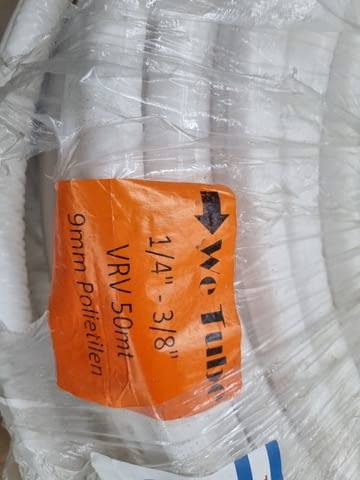 We Tube
1/4" - 3/8"
VRV 50mt
9mm Polietilen